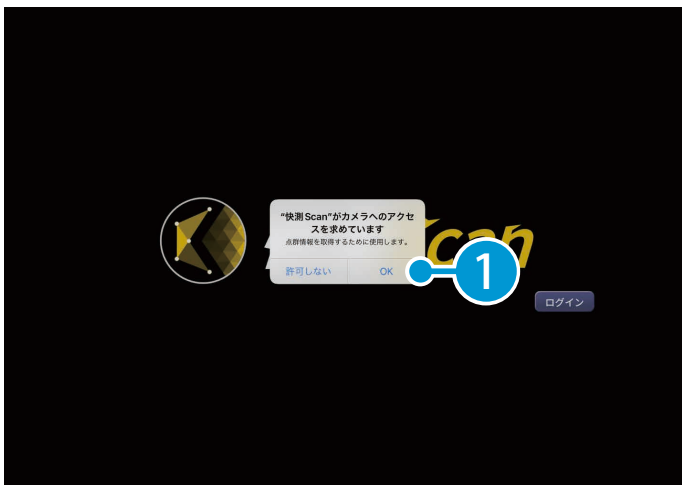 "快測Scan"がカメラへのアクセ
スを求めています
点群情報を取得するために使用します。
許可しない
OK
1
can
ログイン